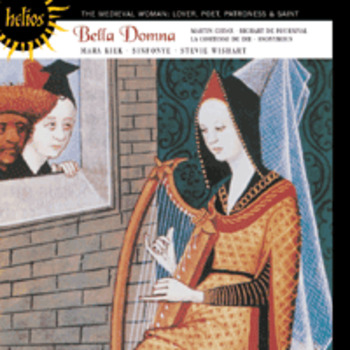 helios
THE MEDIEVAL WOMAN: LOVER, POET, PATRONESS & SAINT
Bella Domna
MARTIN CODAX · RICHART DE FOURNIVAL
LA COMTESSE DE DIE · ANONYMOUS
MARA KIEK · SINFONYE · STEVIE WISHART